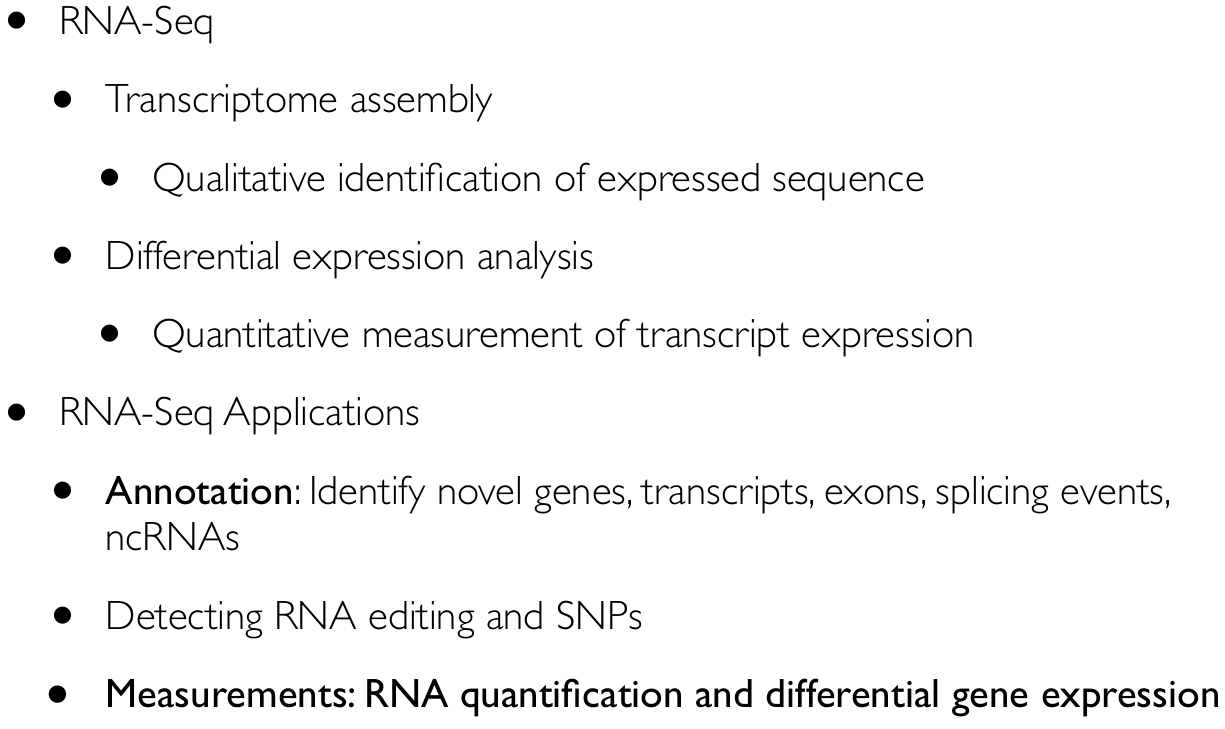 • RNA-Seq
• Transcriptome assembly
• Qualitative identification of expressed sequence
• Differential expression analysis
• Quantitative measurement of transcript expression
• RNA-Seq Applications
• Annotation: Identify novel genes, transcripts, exons, splicing events,
ncRNAs
• Detecting RNA editing and SNPs
• Measurements: RNA quantification and differential gene expression